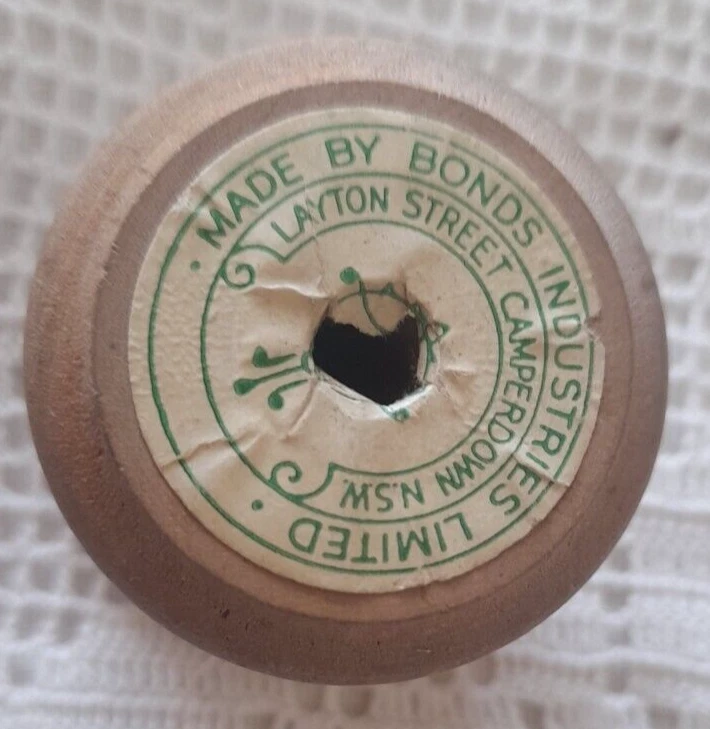 • MADE BY BONDS INDUSTRIES LIMITED •
LAYTON STREET CAMPERDOWN N.S.W.